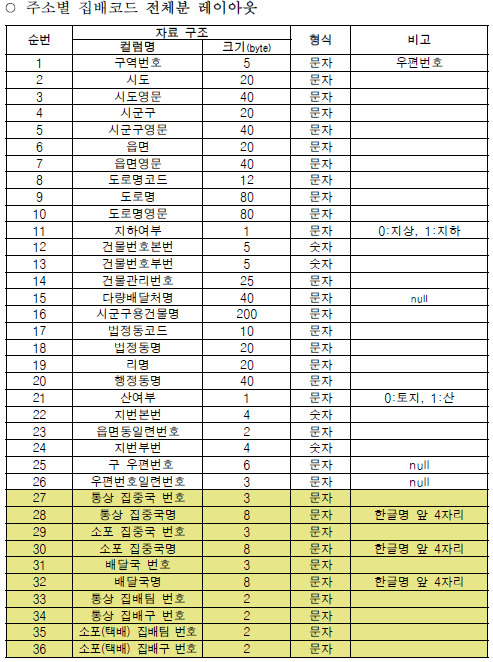 ○ 주소별 집배코드 전체분 레이아웃
순번 자료 구조 형식 비고
컬럼명 크기(byte)
1 구역번호 5 문자 우편번호
2 시도 20 문자
3 시도영문 40 문자
4 시군구 20 문자
5 시군구영문 40 문자
6 읍면 20 문자
7 읍면영문 40 문자
8 도로명코드 12 문자
9 도로명 80 문자
10 도로명영문 80 문자
11 지하여부 1 문자 0:지상, 1:지하
12 건물번호본번 5 숫자
13 건물번호부번 5 숫자
14 건물관리번호 25 문자
15 다량배달처명 40 문자 null
16 시군구용건물명 200 문자
17 법정동코드 10 문자
18 법정동명 20 문자
19 리명 20 문자
20 행정동명 40 문자
21 산여부 1 문자 0:토지, 1:산
22 지번본번 4 숫자
23 읍면동일련번호 2 문자
24 지번부번 4 숫자
25 구 우편번호 6 문자 null
26 우편번호일련번호 3 문자 null
27 통상 집중국 번호 3 문자
28 통상 집중국명 8 문자 한글명 앞 4자리
29 소포 집중국 번호 3 문자
30 소포 집중국명 8 문자 한글명 앞 4자리
31 배달국 번호 3 문자
32 배달국명 8 문자 한글명 앞 4자리
33 통상 집배팀 번호 2 문자
34 통상 집배구 번호 2 문자
35 소포(택배) 집배팀 번호 2 문자
36 소포(택배) 집배구 번호 2 문자